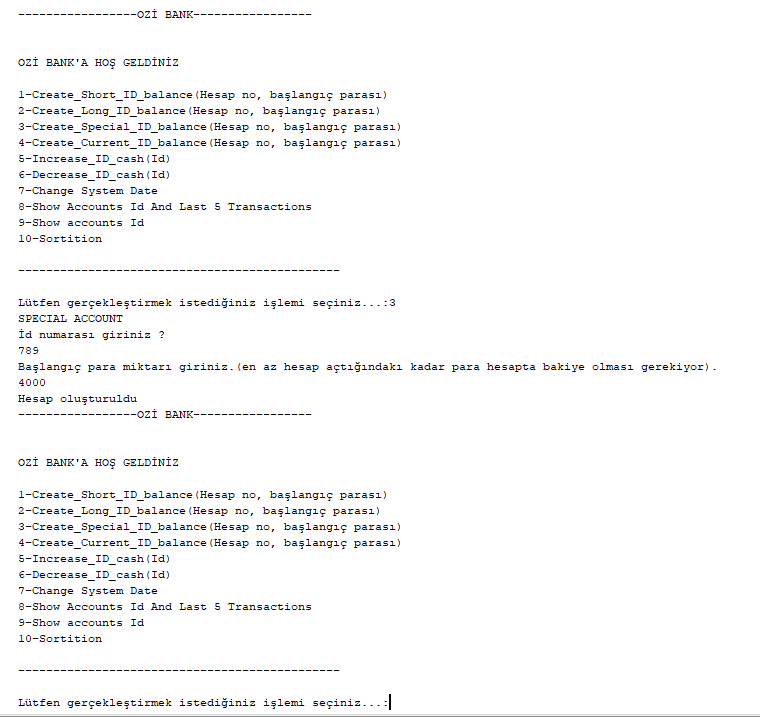 -----------------OZİ BANK-----------------
OZİ BANK'A HOŞ GELDİNİZ
1-Create_Short_ID_balance(Hesap no, başlangıç parası)
2-Create_Long_ID_balance(Hesap no, başlangıç parası)
3-Create_Special_ID_balance(Hesap no, başlangıç parası)
4-Create_Current_ID_balance(Hesap no, başlangıç parası)
5-Increase_ID_cash(Id)
6-Decrease_ID_cash(Id)
7-Change System Date
8-Show Accounts Id And Last 5 Transactions
9-Show accounts Id
10-Sortition
----------------------------------------------
Lütfen gerçekleştirmek istediğiniz işlemi seçiniz...:3
SPECIAL ACCOUNT
İd numarası giriniz ?
789
Başlangıç para miktarı giriniz.(en az hesap açtığındakı kadar para hesapta bakiye olması gerekiyor).
4000
Hesap oluşturuldu
-----------------OZİ BANK-----------------
OZİ BANK'A HOŞ GELDİNİZ
1-Create_Short_ID_balance(Hesap no, başlangıç parası)
2-Create_Long_ID_balance(Hesap no, başlangıç parası)
3-Create_Special_ID_balance(Hesap no, başlangıç parası)
4-Create_Current_ID_balance(Hesap no, başlangıç parası)
5-Increase_ID_cash(Id)
6-Decrease_ID_cash(Id)
7-Change System Date
8-Show Accounts Id And Last 5 Transactions
9-Show accounts Id
10-Sortition
----------------------------------------------
Lütfen gerçekleştirmek istediğiniz işlemi seçiniz...: